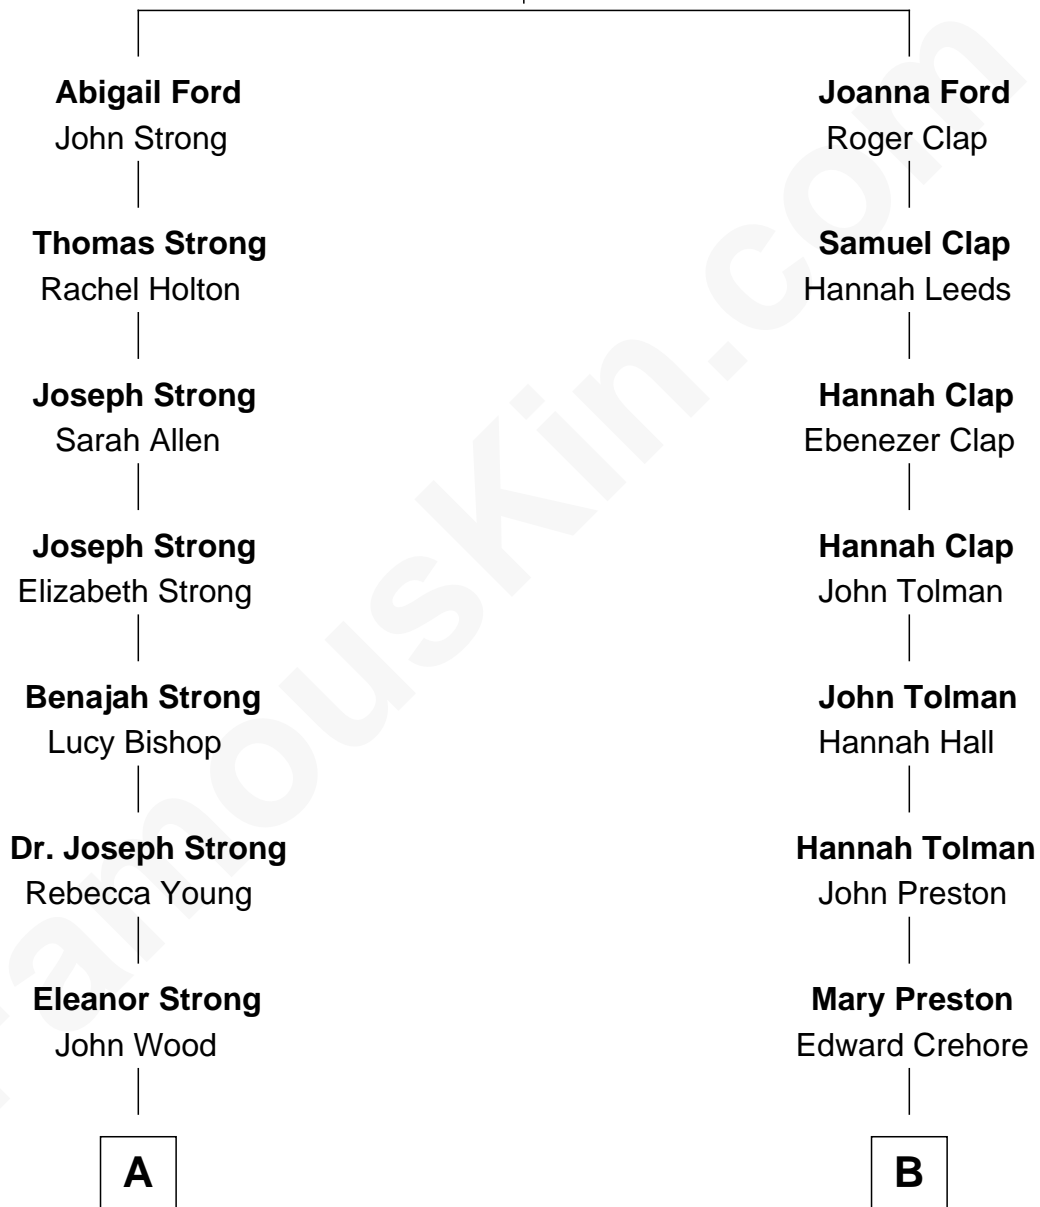 Abigail Ford
John Strong
Thomas Strong
Rachel Holton
Joseph Strong
Sarah Allen
Joseph Strong
Elizabeth Strong
Benajah Strong
Lucy Bishop
Dr. Joseph Strong
Rebecca Young
Eleanor Strong
John Wood
A
Joanna Ford
Roger Clap
Samuel Clap
Hannah Leeds
Hannah Clap
Ebenezer Clap
Hannah Clap
John Tolman
John Tolman
Hannah Hall
Hannah Tolman
John Preston
Mary Preston
Edward Crehore
B
FamousKin.com